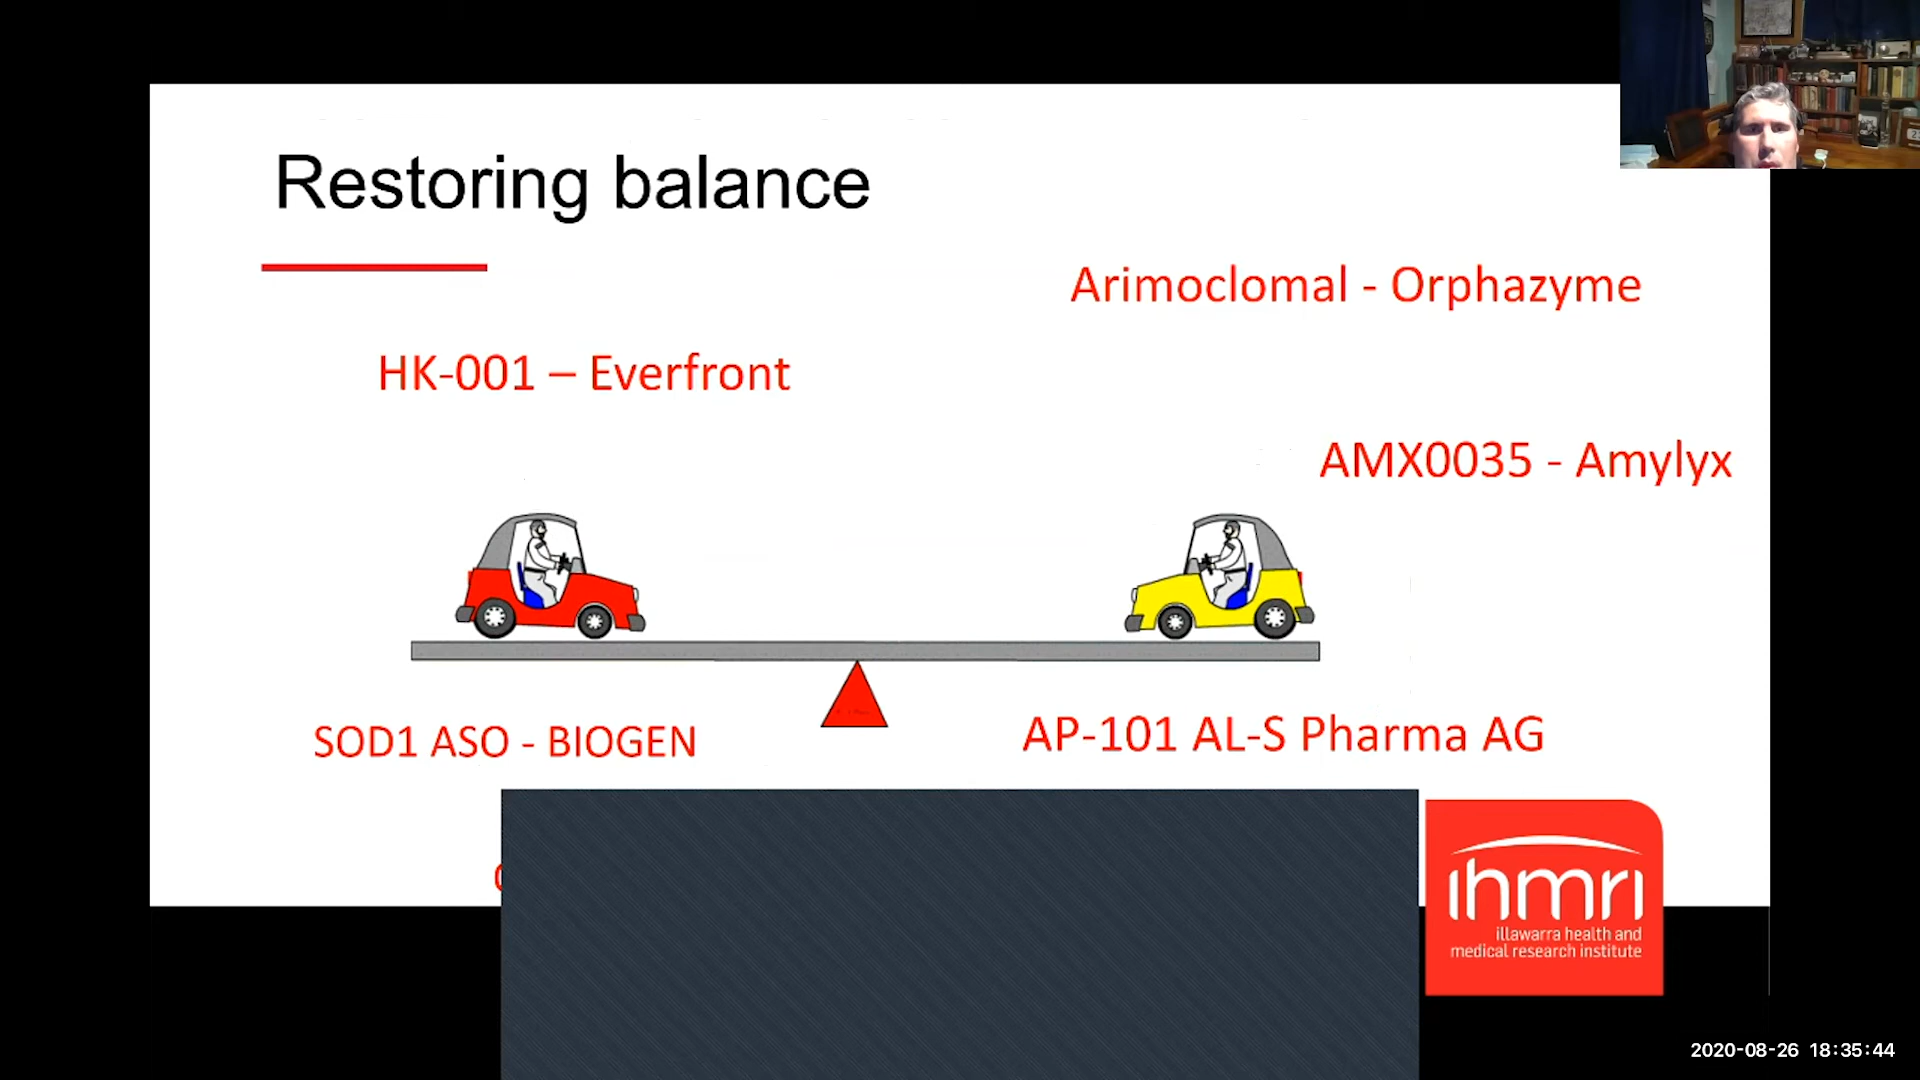 Restoring balance
Arimoclomal - Orphazyme
HK-001 – Everfront
AMX0035 - Amylyx
SOD1 ASO - BIOGEN
AP-101 AL-S Pharma AG
ihmri
illawarra health and
medical research institute
2020-08-26 18:35:44